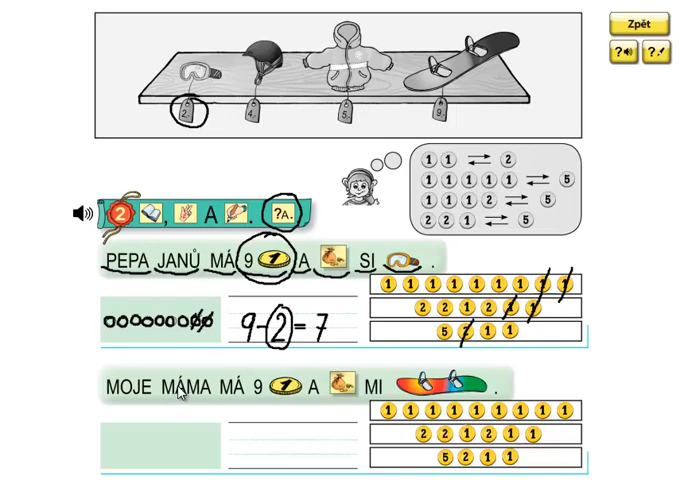 Zpět
?
?
2. 4. 5. 9.
1 1 2
1 1 1 1 1 5
1 1 1 2 5
2 2 1 5
2 , A . ?A.
PEPA JANŮ MÁ 9 1 A SI .
1 1 1 1 1 1 1 1 1
2 2 1 2 1 1
9-2=7
5 2 1 1
MOJE MÁMA MÁ 9 1 A MI .
1 1 1 1 1 1 1 1 1
2 2 1 2 1 1
5 2 1 1